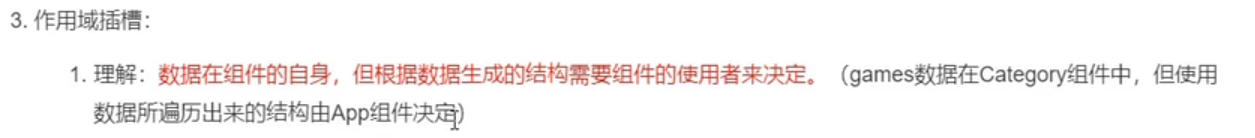 3. 作用域插槽：
1. 理解：数据在组件的自身，但根据数据生成的结构需要组件的使用者来决定。（games数据在Category组件中，但使用
数据所遍历出来的结构由App组件决定)